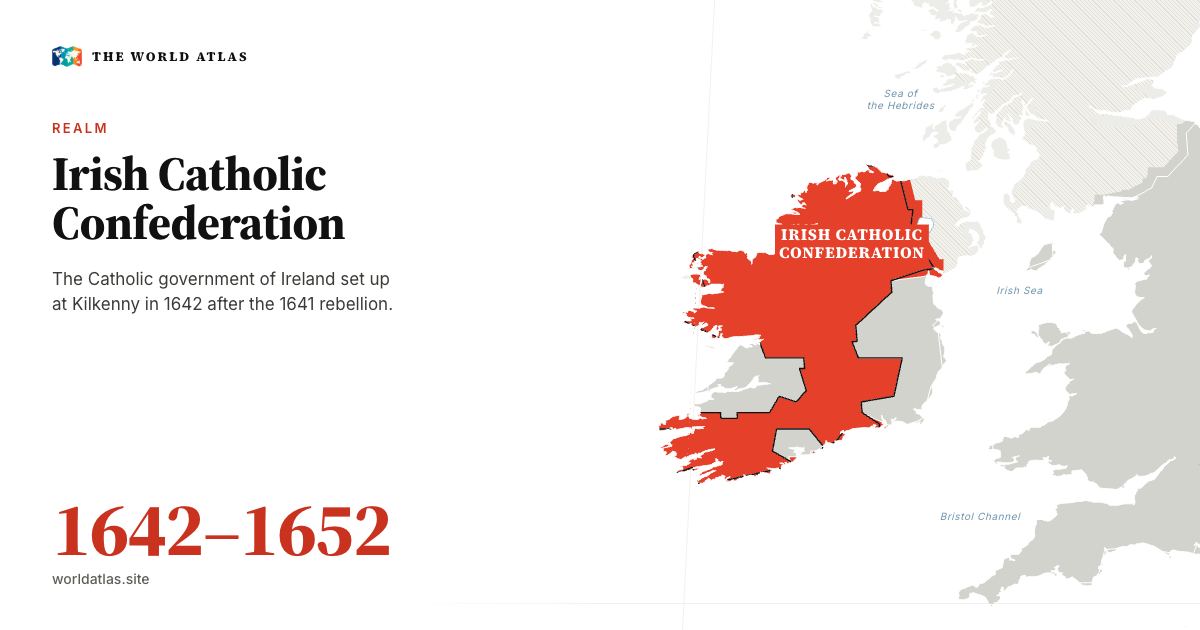 THE WORLD ATLAS
REALM
Irish Catholic
Confederation
The Catholic government of Ireland set up
at Kilkenny in 1642 after the 1641 rebellion.
1642–1652
worldatlas.site
Sea of
the Hebrides
IRISH CATHOLIC
CONFEDERATION
Irish Sea
Bristol Channel